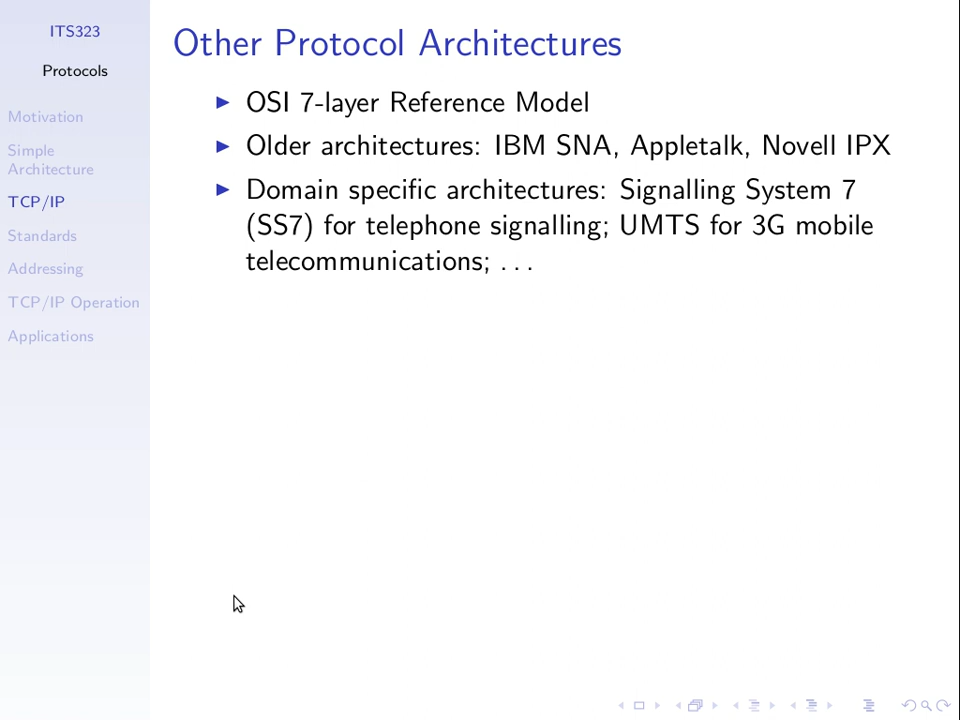 ITS323
Protocols
Motivation
Simple
Architecture
TCP/IP
Standards
Addressing
TCP/IP Operation
Applications
Other Protocol Architectures
OSI 7-layer Reference Model
Older architectures: IBM SNA, Appletalk, Novell IPX
Domain specific architectures: Signalling System 7
(SS7) for telephone signalling; UMTS for 3G mobile
telecommunications; . . .